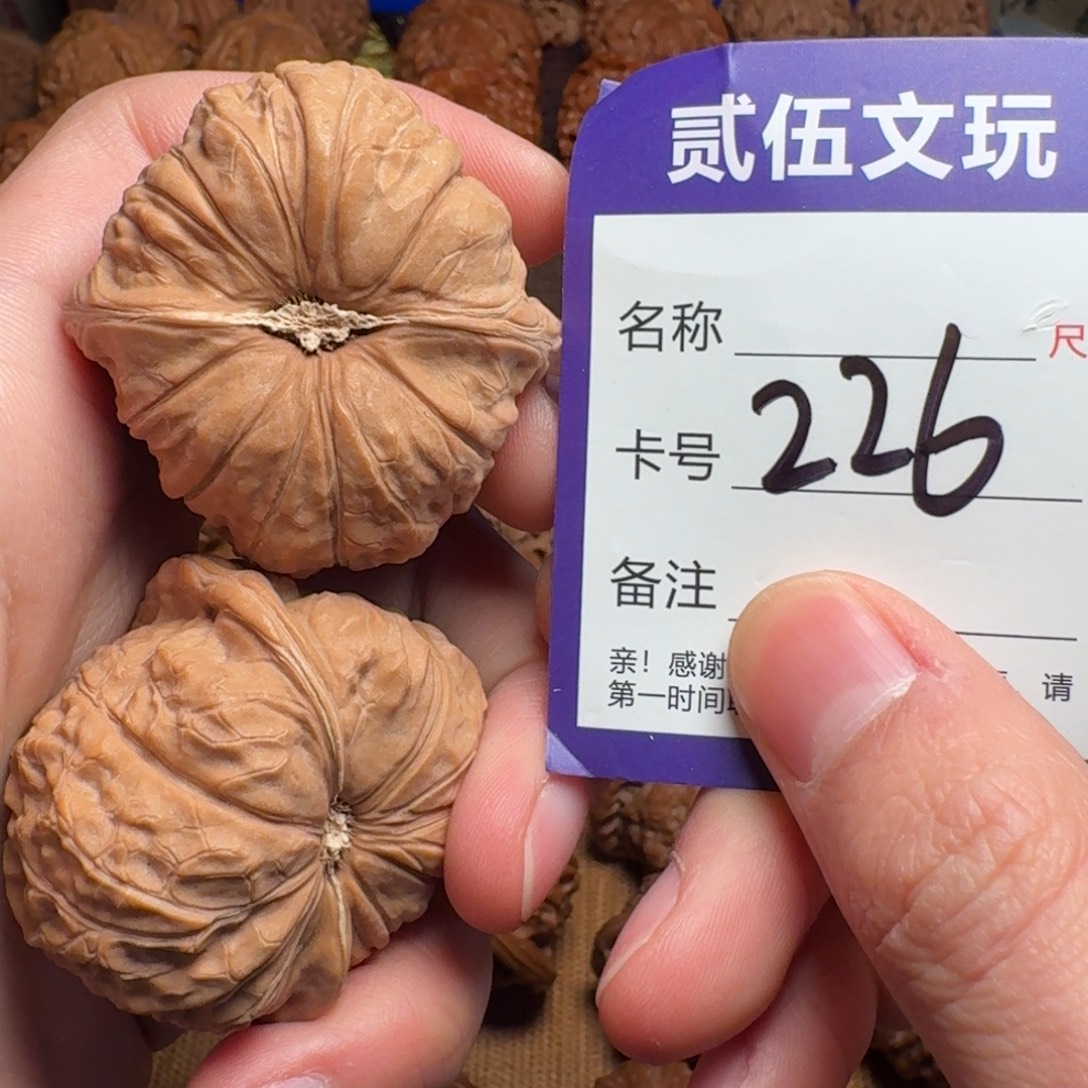 贰伍文玩
名称 尺
卡号 226
备注
亲！感谢 请
第一时间